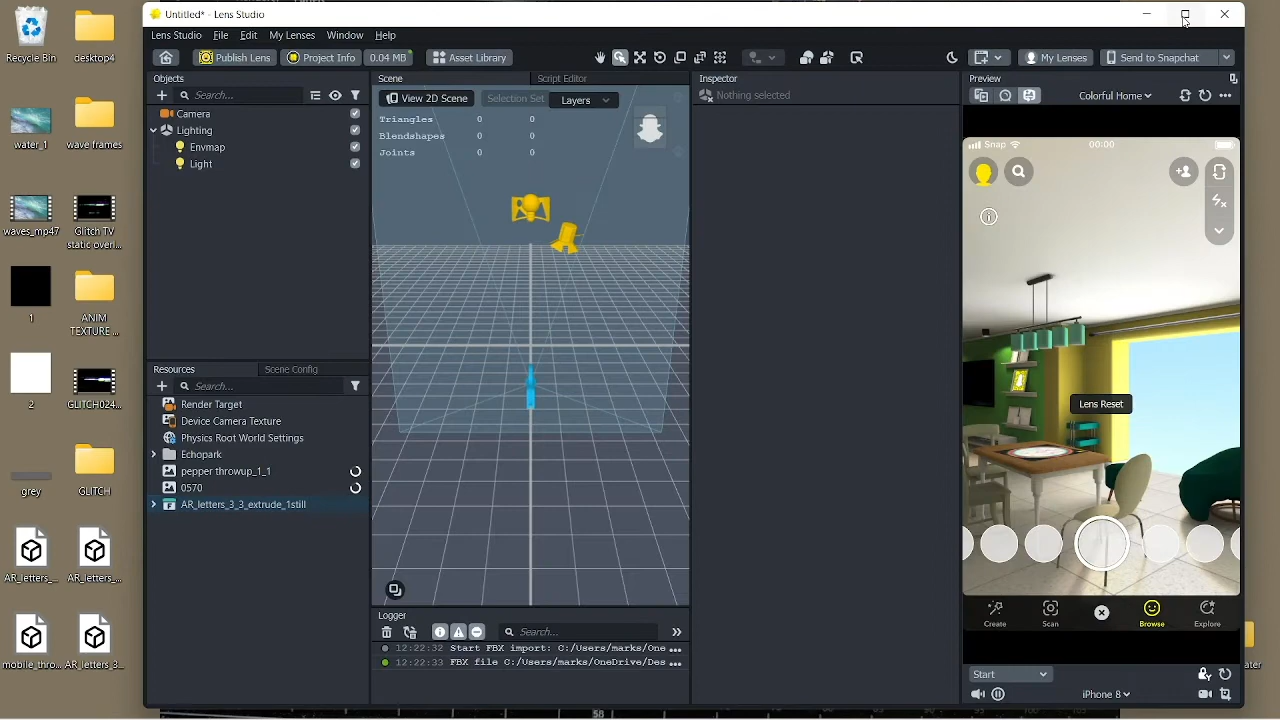 Untitled* - Lens Studio
Recycle Bin
desktop4
Lens Studio File Edit My Lenses Window Help
Publish Lens Project Info 0.04 MB Asset Library My Lenses Send to Snapchat
Objects
Scene Script Editor
Inspector
Preview
Search...
View 2D Scene Selection Set Layers
Nothing selected
Colorful Home
Camera
Lighting
Envmap
Light
Triangles 0 0
Blendshapes 0 0
Joints 0 0
Snap 00:00
water_1
wave frames
waves_mp47
Glitch TV
static overl...
1
ANIM
TEXTURE ...
2
GLITCH024...
grey
GLITCH
AR_letters_...
AR_letters_...
mobile_thro...
AR_letters_3...
Resources Scene Config
Search...
Render Target
Device Camera Texture
Physics Root World Settings
Echopark
pepper throwup_1_1
0570
AR_letters_3_3_extrude_1still
Lens Reset
Logger
Search...
12:22:32 Start FBX import: C:/Users/marks/One ...
12:22:33 FBX file C:/Users/marks/OneDrive/Des ...
Create Scan Browse Explore
Start
iPhone 8
58